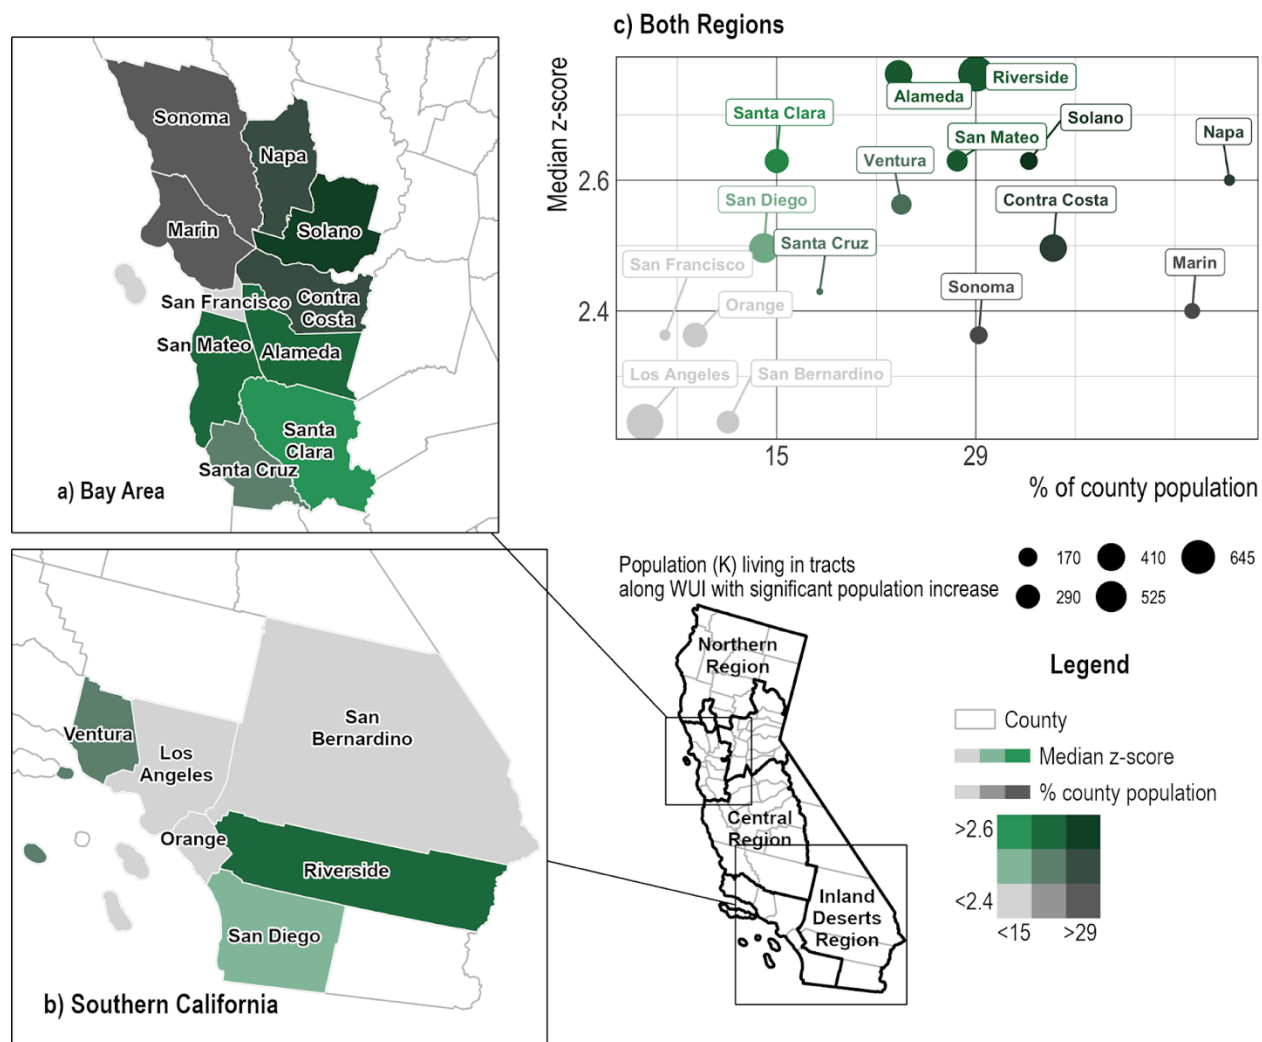 c) Both Regions
Sonoma
Napa
Marin
Solano
San Francisco
Contra
Costa
San Mateo
Alameda
Santa
Clara
Santa Cruz
a) Bay Area
Median z-score
2.6
2.4
Riverside
Alameda
Santa Clara
Solano
San Mateo
Napa
Ventura
San Diego
Contra Costa
Santa Cruz
San Francisco
Marin
Sonoma
Orange
Los Angeles
San Bernardino
15
29
% of county population
Population (K) living in tracts
along WUI with significant population increase
170
410
645
290
525
Ventura
Los
Angeles
San
Bernardino
Orange
Riverside
San Diego
b) Southern California
Northern
Region
Central
Region
Inland
Deserts
Region
Legend
County
Median z-score
% county population
>2.6
<2.4
<15
>29